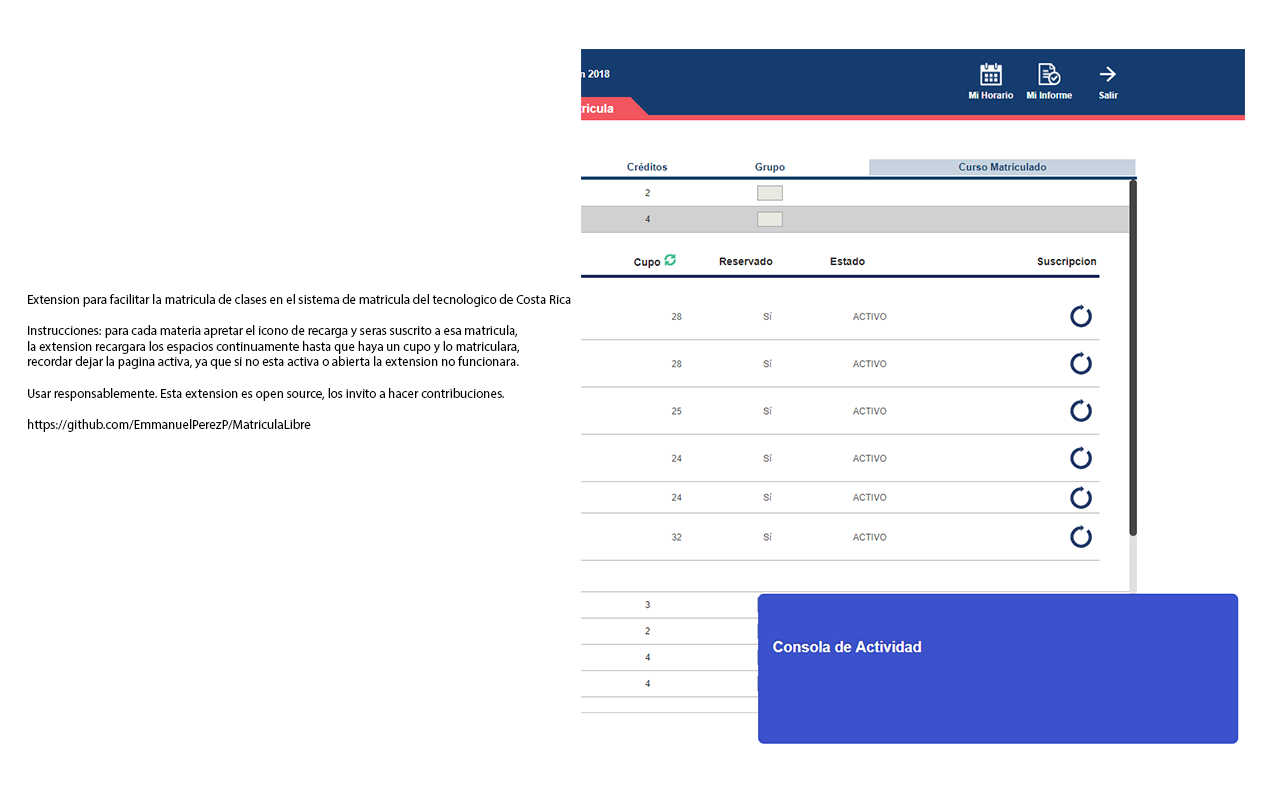 Extension para facilitar la matricula de clases en el sistema de matricula del tecnologico de Costa Rica
Instrucciones: para cada materia apretar el icono de recarga y seras suscrito a esa matricula,
la extension recargara los espacios continuamente hasta que haya un cupo y lo matriculara,
recordar dejar la pagina activa, ya que si no esta activa o abierta la extension no funcionara.
Usar responsablemente. Esta extension es open source, los invito a hacer contribuciones.
https://github.com/EmmanuelPerezP/MatriculaLibre
2018
Mi Horario Mi Informe Salir
Créditos Grupo Curso Matriculado
2
4
Cupo Reservado Estado Suscripcion
28 Sí ACTIVO
28 Sí ACTIVO
25 Sí ACTIVO
24 Sí ACTIVO
24 Sí ACTIVO
32 Sí ACTIVO
3
2
4
4
Consola de Actividad